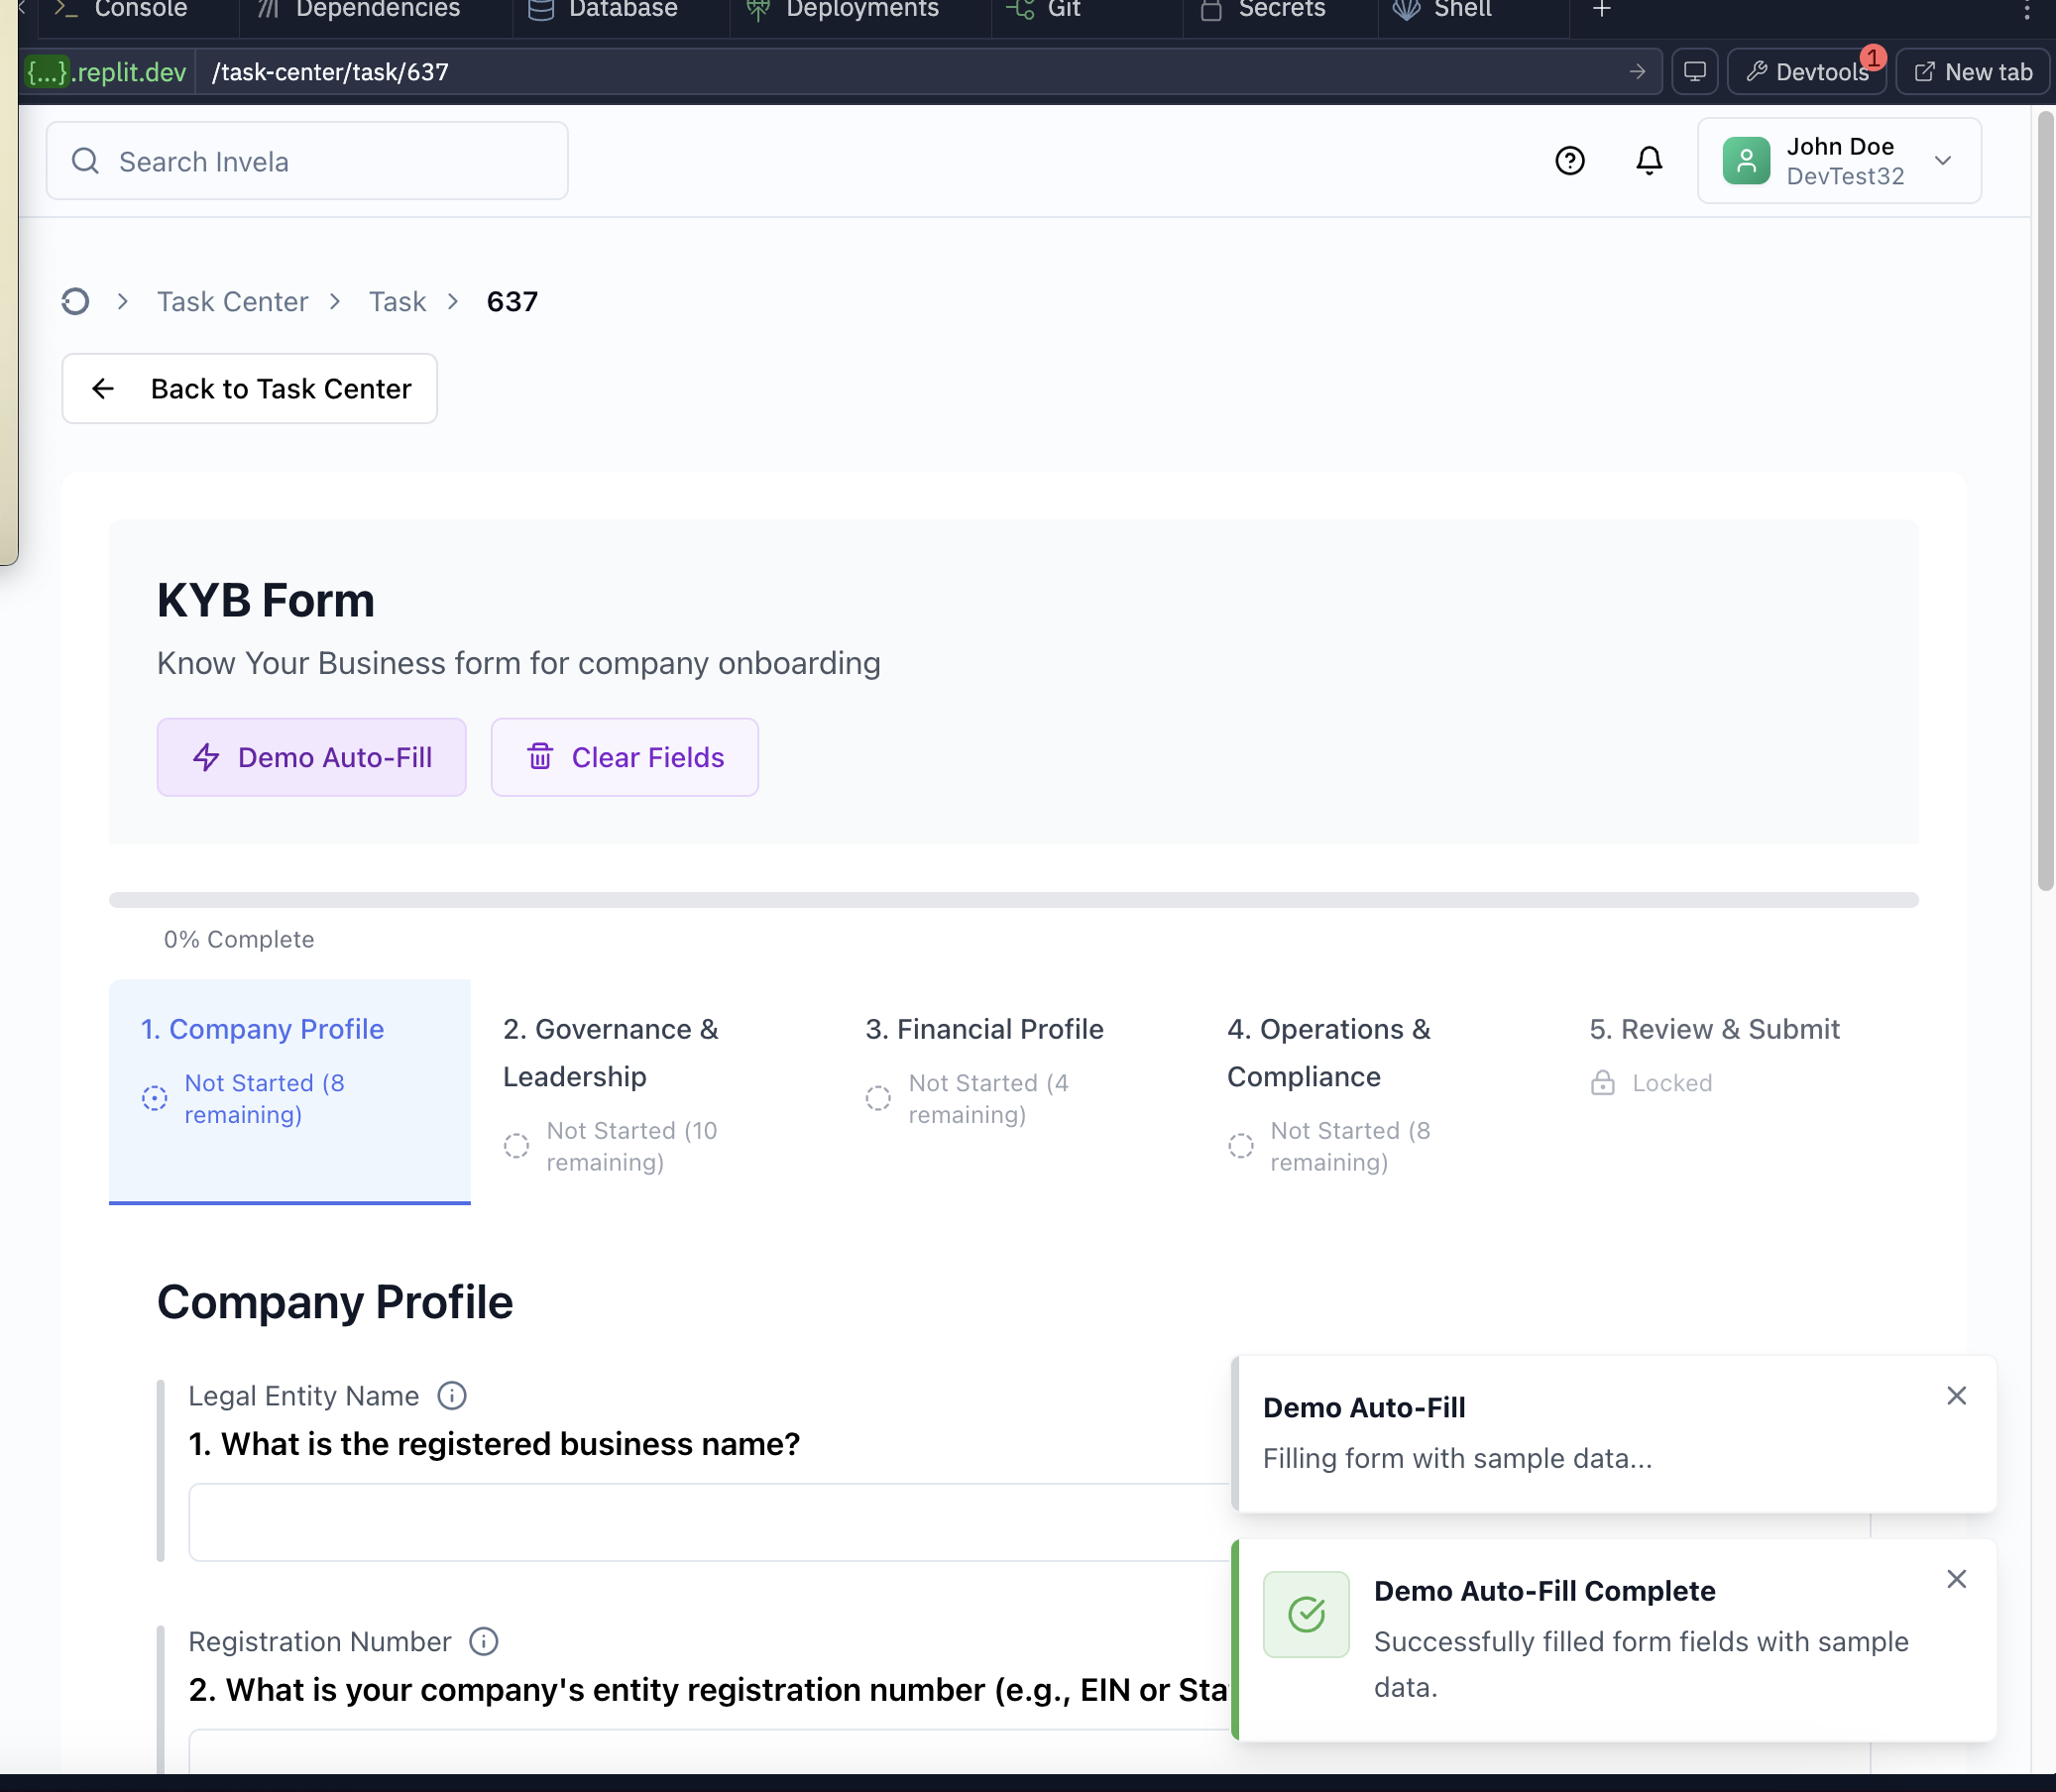 Console
Dependencies
Database
Deployments
Git
Secrets
Shell
{...}.replit.dev
/task-center/task/637
Devtools
1
New tab
Search Invela
John Doe
DevTest32
Task Center
Task
637
Back to Task Center
KYB Form
Know Your Business form for company onboarding
Demo Auto-Fill
Clear Fields
0% Complete
1. Company Profile
Not Started (8
remaining)
2. Governance &
Leadership
Not Started (10
remaining)
3. Financial Profile
Not Started (4
remaining)
4. Operations &
Compliance
Not Started (8
remaining)
5. Review & Submit
Locked
Company Profile
Legal Entity Name
1. What is the registered business name?
Registration Number
2. What is your company's entity registration number (e.g., EIN or Sta
Demo Auto-Fill
Filling form with sample data...
Demo Auto-Fill Complete
Successfully filled form fields with sample
data.